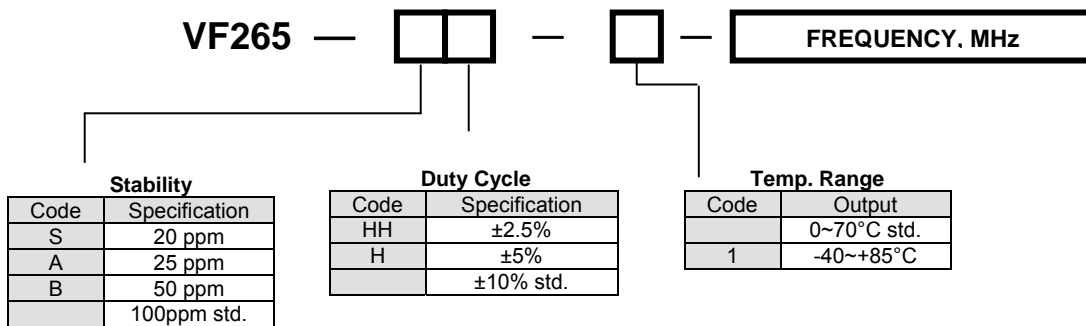 VF265 — — — FREQUENCY, MHz
Stability
Code Specification
S 20 ppm
A 25 ppm
B 50 ppm
100ppm std.
Duty Cycle
Code Specification
HH ±2.5%
H ±5%
±10% std.
Temp. Range
Code Output
0~70°C std.
1 -40~+85°C